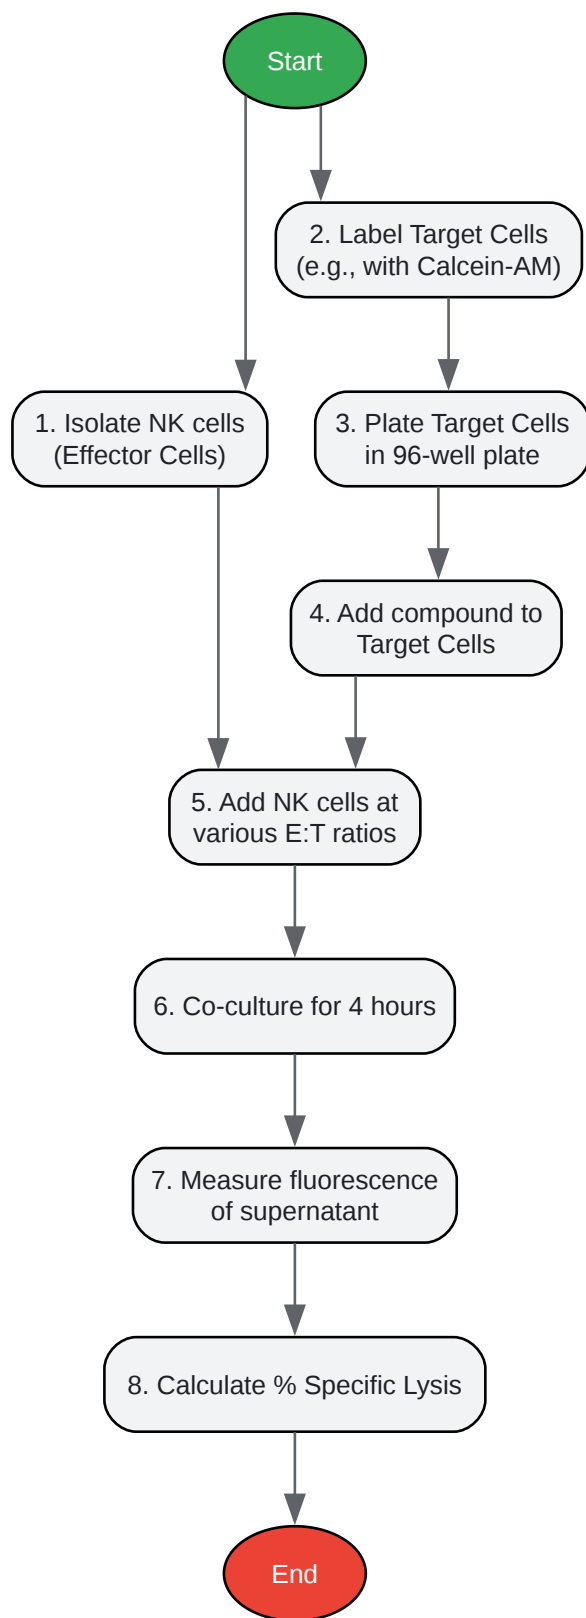 Start
2. Label Target Cells
(e.g., with Calcein-AM)
1. Isolate NK cells
(Effector Cells)
3. Plate Target Cells
in 96-well plate
4. Add compound to
Target Cells
5. Add NK cells at
various E:T ratios
6. Co-culture for 4 hours
7. Measure fluorescence
of supernatant
8. Calculate % Specific Lysis
End